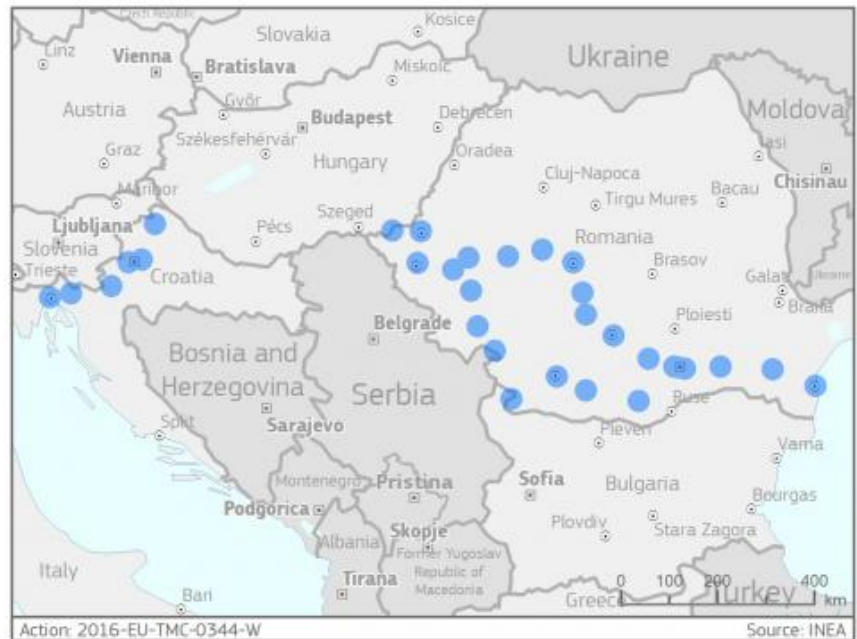 Czech Republic
Kosice
Linz
Slovakia
Ukraine
Vienna
Bratislava
Miskolc
Moldova
Győr
Austria
Budapest
Debrecen
Székesfehérvár
Iasi
Graz
Hungary
Oradea
Cluj-Napoca
Chisinau
Maribor
Tirgu Mures
Bacau
Ljubljana
Szeged
Slovenia
Pécs
Romania
Trieste
Croatia
Brasov
Galati
Ukraine
Braila
Ploiesti
Belgrade
Bosnia and
Herzegovina
Serbia
Ruse
Sarajevo
Split
Pleven
Varna
Montenegro
Pristina
Sofia
Bulgaria
Bourgas
Podgorica
Skopje
Plovdiv
Stara Zagora
Albania
Former Yugoslav
Republic of
Macedonia
Italy
Tirana
0 100 200 400
km
Turkey
Bari
Greece
Action: 2016-EU-TMC-0344-W
Source: INEA